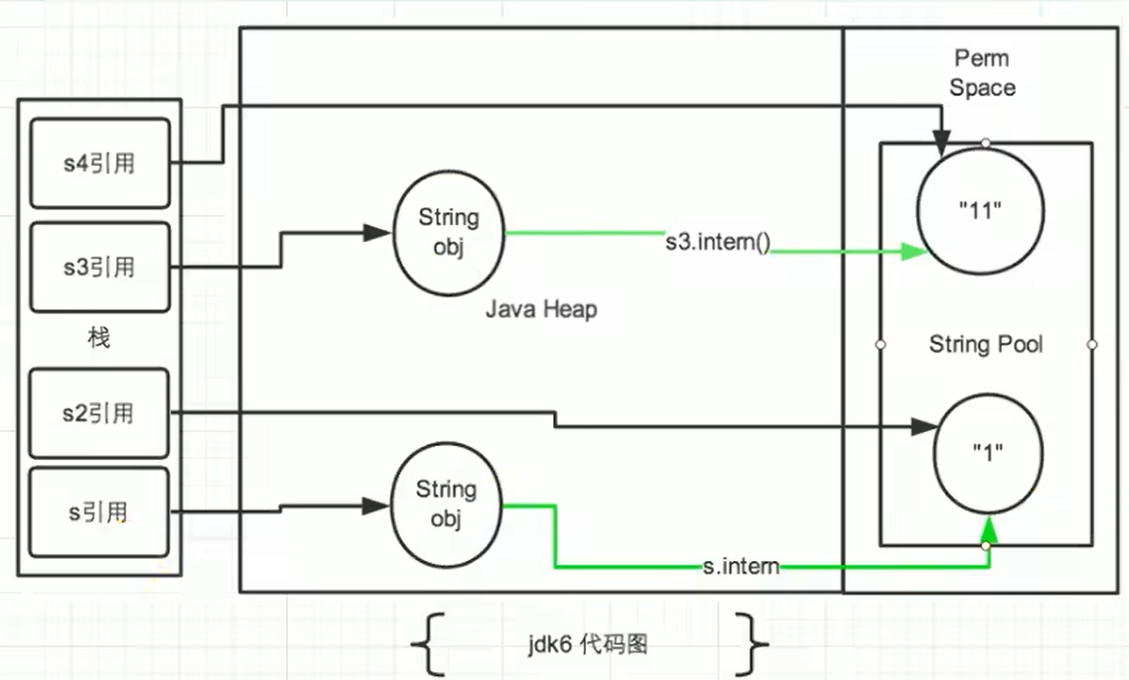 Perm
Space
s4引用
"11"
String
obj
s3.intern()
s3引用
Java Heap
栈
String Pool
s2引用
"1"
String
obj
s引用
s.intern
jdk6 代码图